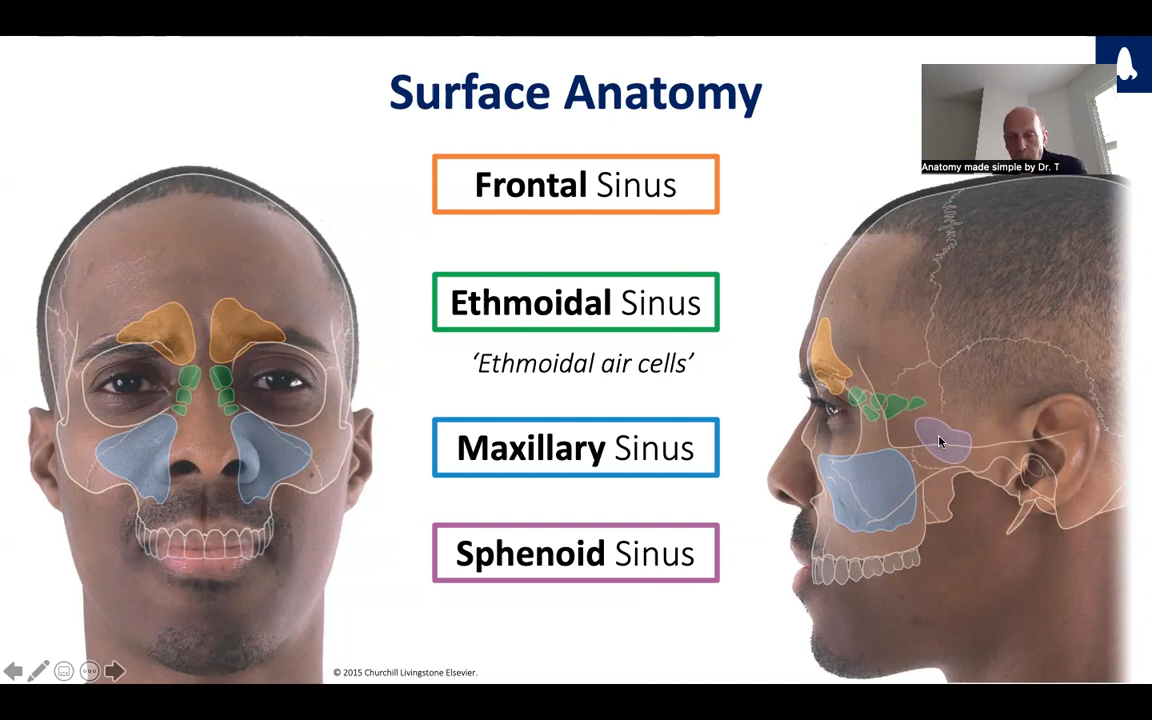 Surface Anatomy
Anatomy made simple by Dr. T
Frontal Sinus
Ethmoidal Sinus
‘Ethmoidal air cells’
Maxillary Sinus
Sphenoid Sinus
© 2015 Churchill Livingstone Elsevier.